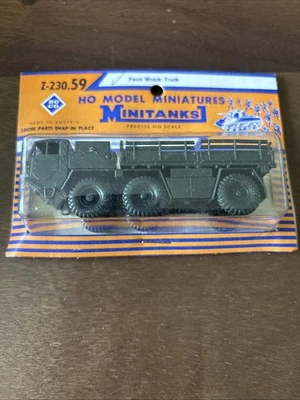 Z-230.59
Faun Wreck Truck
ROCO
HO MODEL MINIATURES
MINITANKS
MADE IN AUSTRIA
LOOSE PARTS SNAP IN PLACE
PRECISE HO SCALE